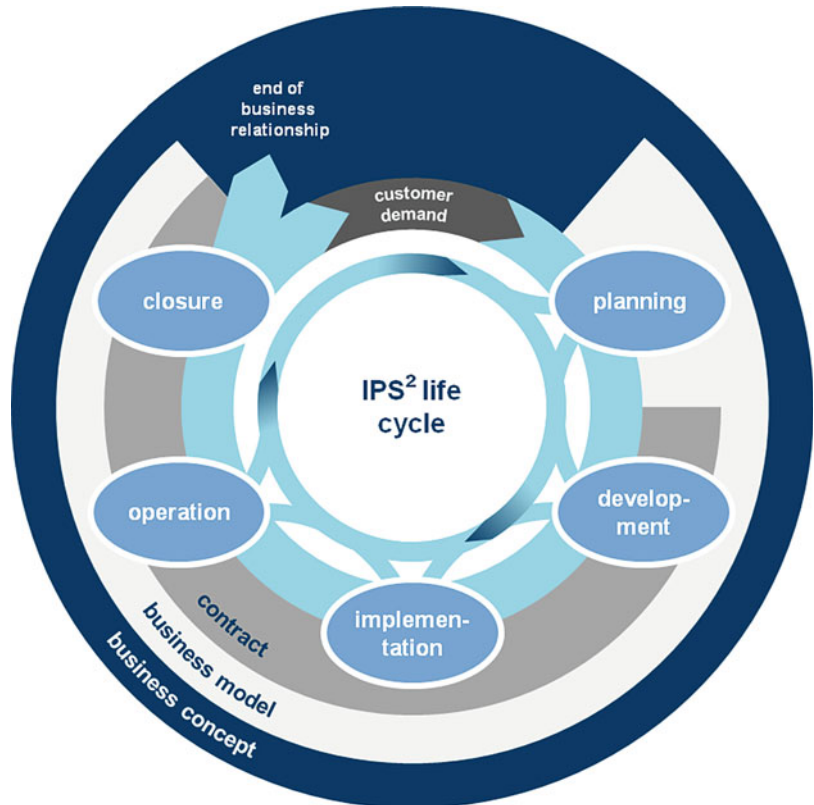 end of
business
relationship
customer
demand
closure
planning
IPS² life
cycle
operation
develop-
ment
implemen-
tation
contract
business model
business concept